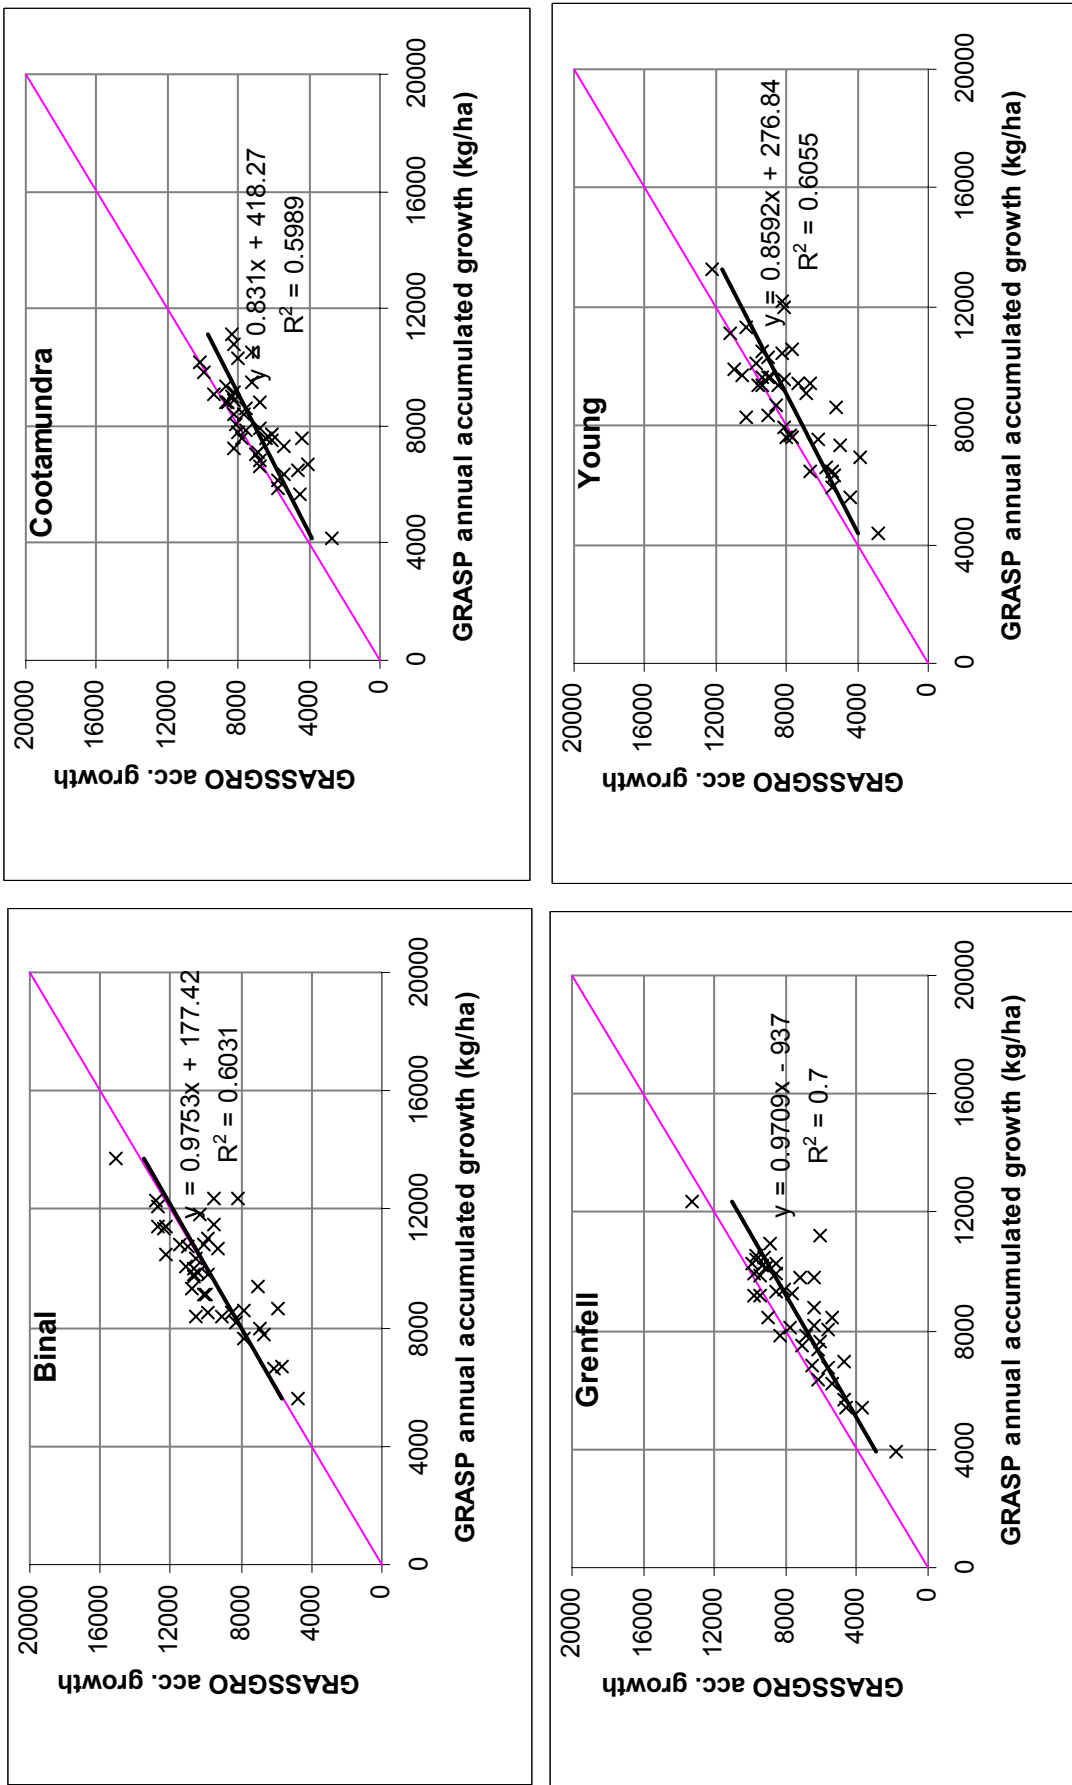 Binal
20000
16000
12000
8000
4000
0
GRASSGRO acc. growth
y = 0.9753x + 177.42
R² = 0.6031
0
4000
8000
12000
16000
20000
GRASP annual accumulated growth (kg/ha)
Cootamundra
20000
16000
12000
8000
4000
0
GRASSGRO acc. growth
y = 0.831x + 418.27
R² = 0.5989
0
4000
8000
12000
16000
20000
GRASP annual accumulated growth (kg/ha)
Grenfell
20000
16000
12000
8000
4000
0
GRASSGRO acc. growth
y = 0.9709x - 937
R² = 0.7
0
4000
8000
12000
16000
20000
GRASP annual accumulated growth (kg/ha)
Young
20000
16000
12000
8000
4000
0
GRASSGRO acc. growth
y = 0.8592x + 276.84
R² = 0.6055
0
4000
8000
12000
16000
20000
GRASP annual accumulated growth (kg/ha)